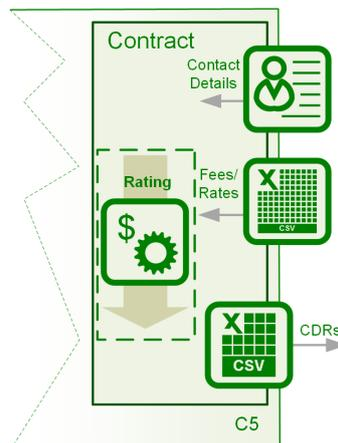 Contract
Contact
Details
Fees/
Rates
Rating
$
X
CSV
X
CSV
CDRs
C5